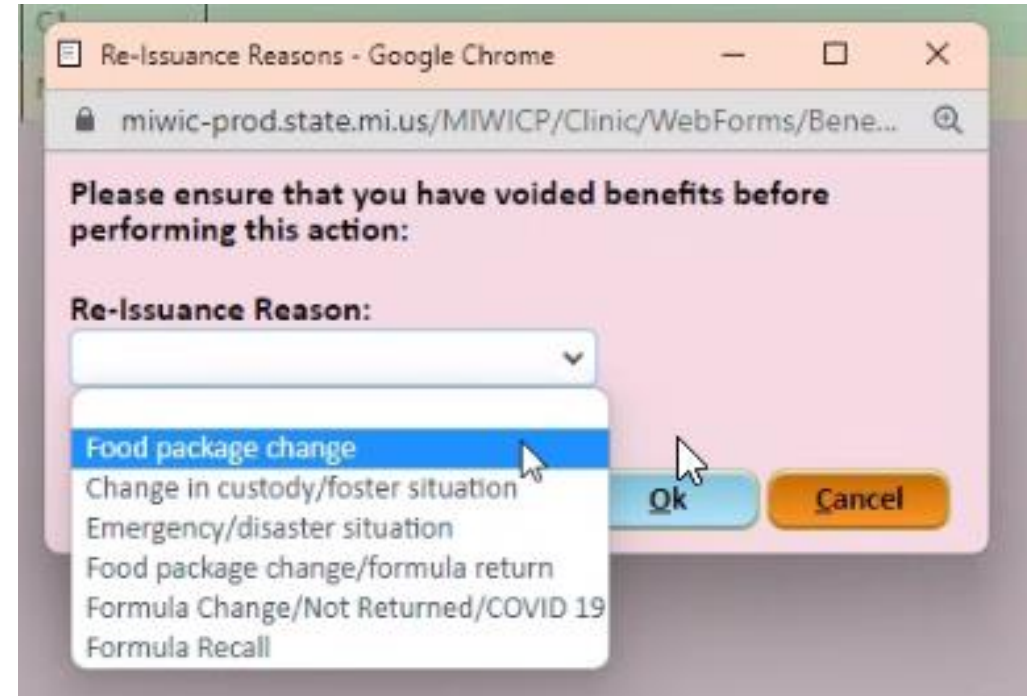 Re-Issuance Reasons - Google Chrome
miwic-prod.state.mi.us/MIWICP/Clinic/WebForms/Bene...
Please ensure that you have voided benefits before
performing this action:
Re-Issuance Reason:
Food package change
Change in custody/foster situation
Emergency/disaster situation
Food package change/formula return
Formula Change/Not Returned/COVID 19
Formula Recall
Ok
Cancel